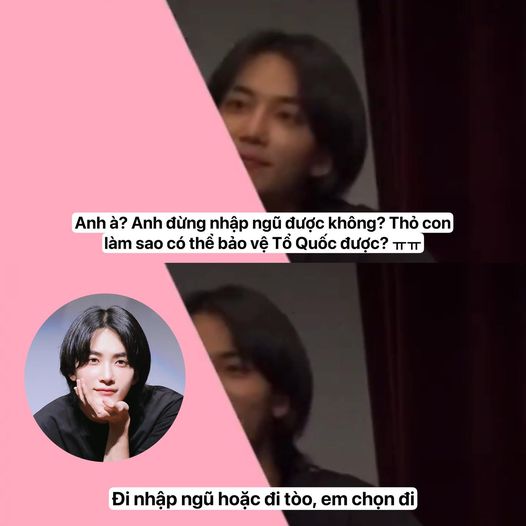 Anh à? Anh đừng nhập ngũ được không? Thỏ con
làm sao có thể bảo vệ Tổ Quốc được? ㅠㅠ
Đi nhập ngũ hoặc đi tòo, em chọn đi